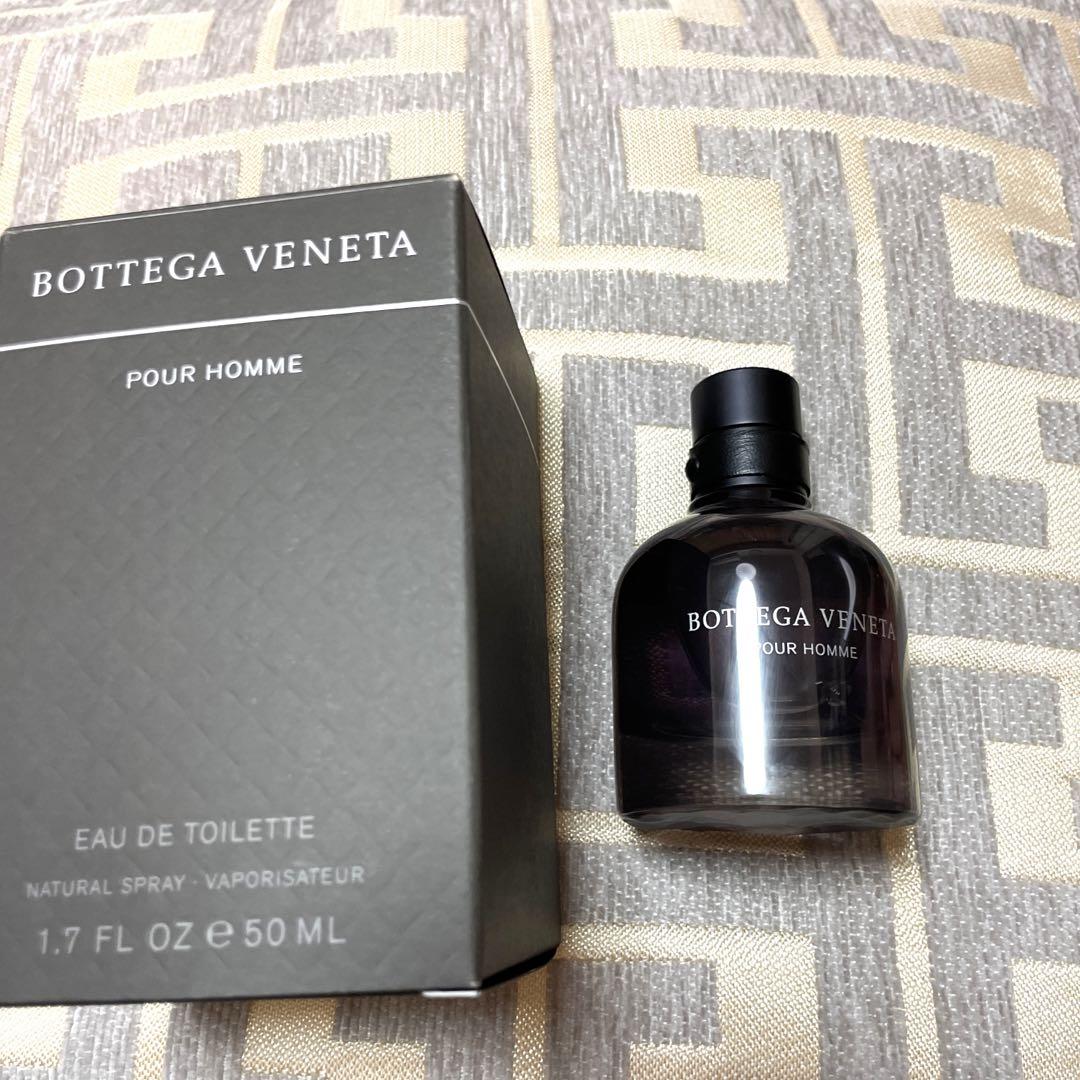 BOTTEGA VENETA
POUR HOMME
EAU DE TOILETTE
NATURAL SPRAY · VAPORISATEUR
1.7 FL OZ ℮ 50 ML
BOTTEGA VENETA
POUR HOMME